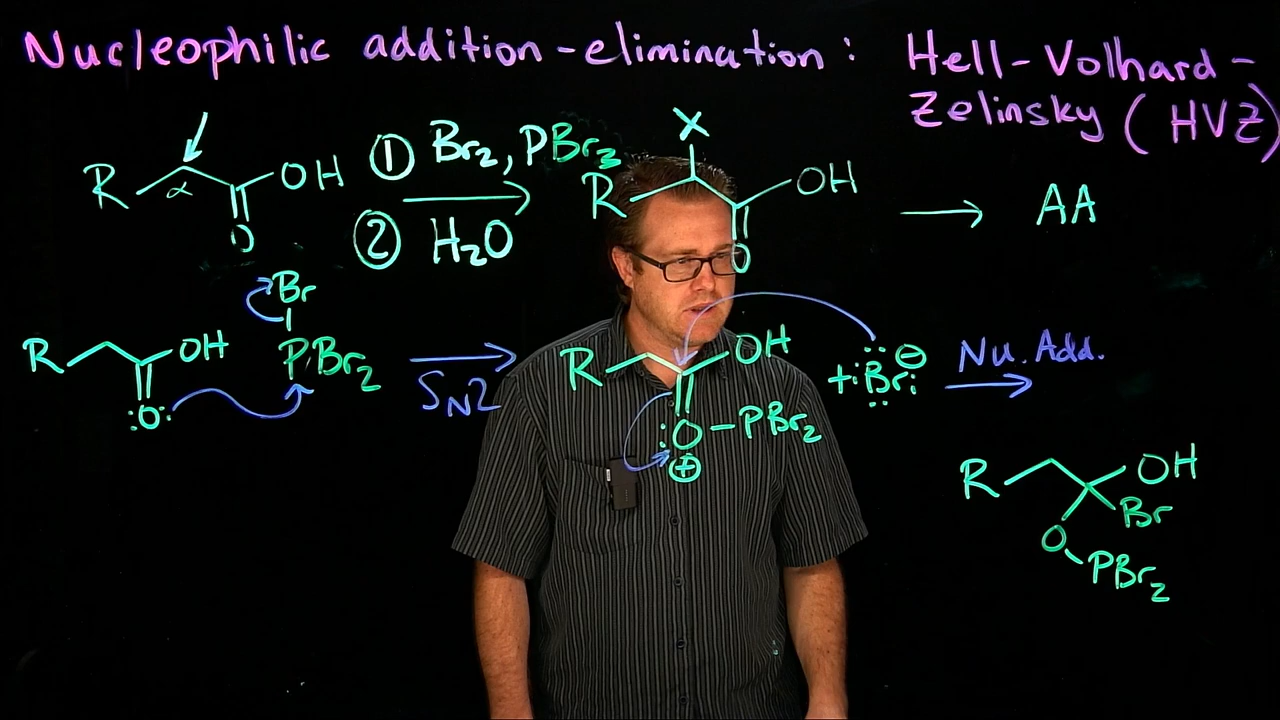 Nucleophilic addition - elimination : Hell - Volhard -
Zelinsky (HVZ)
R α OH O
① Br₂, PBr₃
② H₂O
X R OH O
AA
Br
R OH :O: P.Br₂
SN2
R OH :O - PBr₂ ⊕
+ :Br: ⊖
Nu. Add.
R OH Br O PBr₂